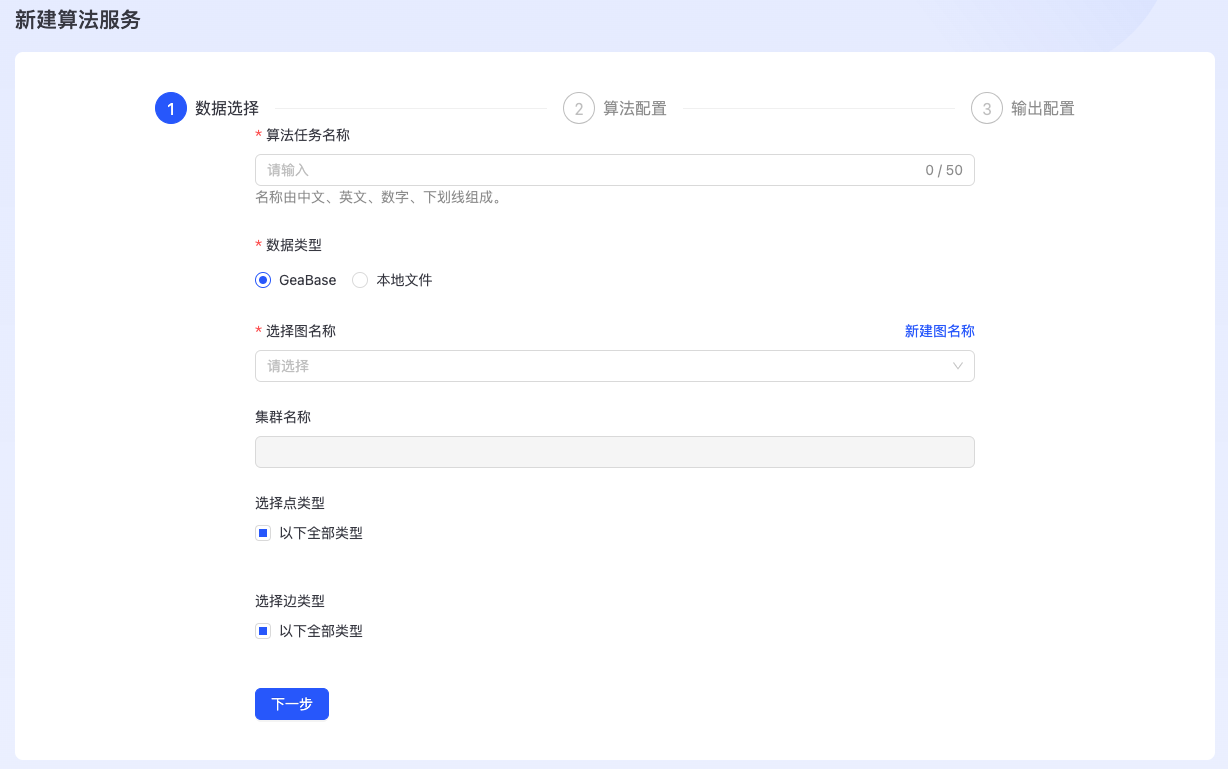 新建算法服务
1 数据选择
2 算法配置
3 输出配置
* 算法任务名称
请输入 0 / 50
名称由中文、英文、数字、下划线组成。
* 数据类型
GeaBase 本地文件
* 选择图名称 新建图名称
请选择
集群名称
选择点类型
以下全部类型
选择边类型
以下全部类型
下一步